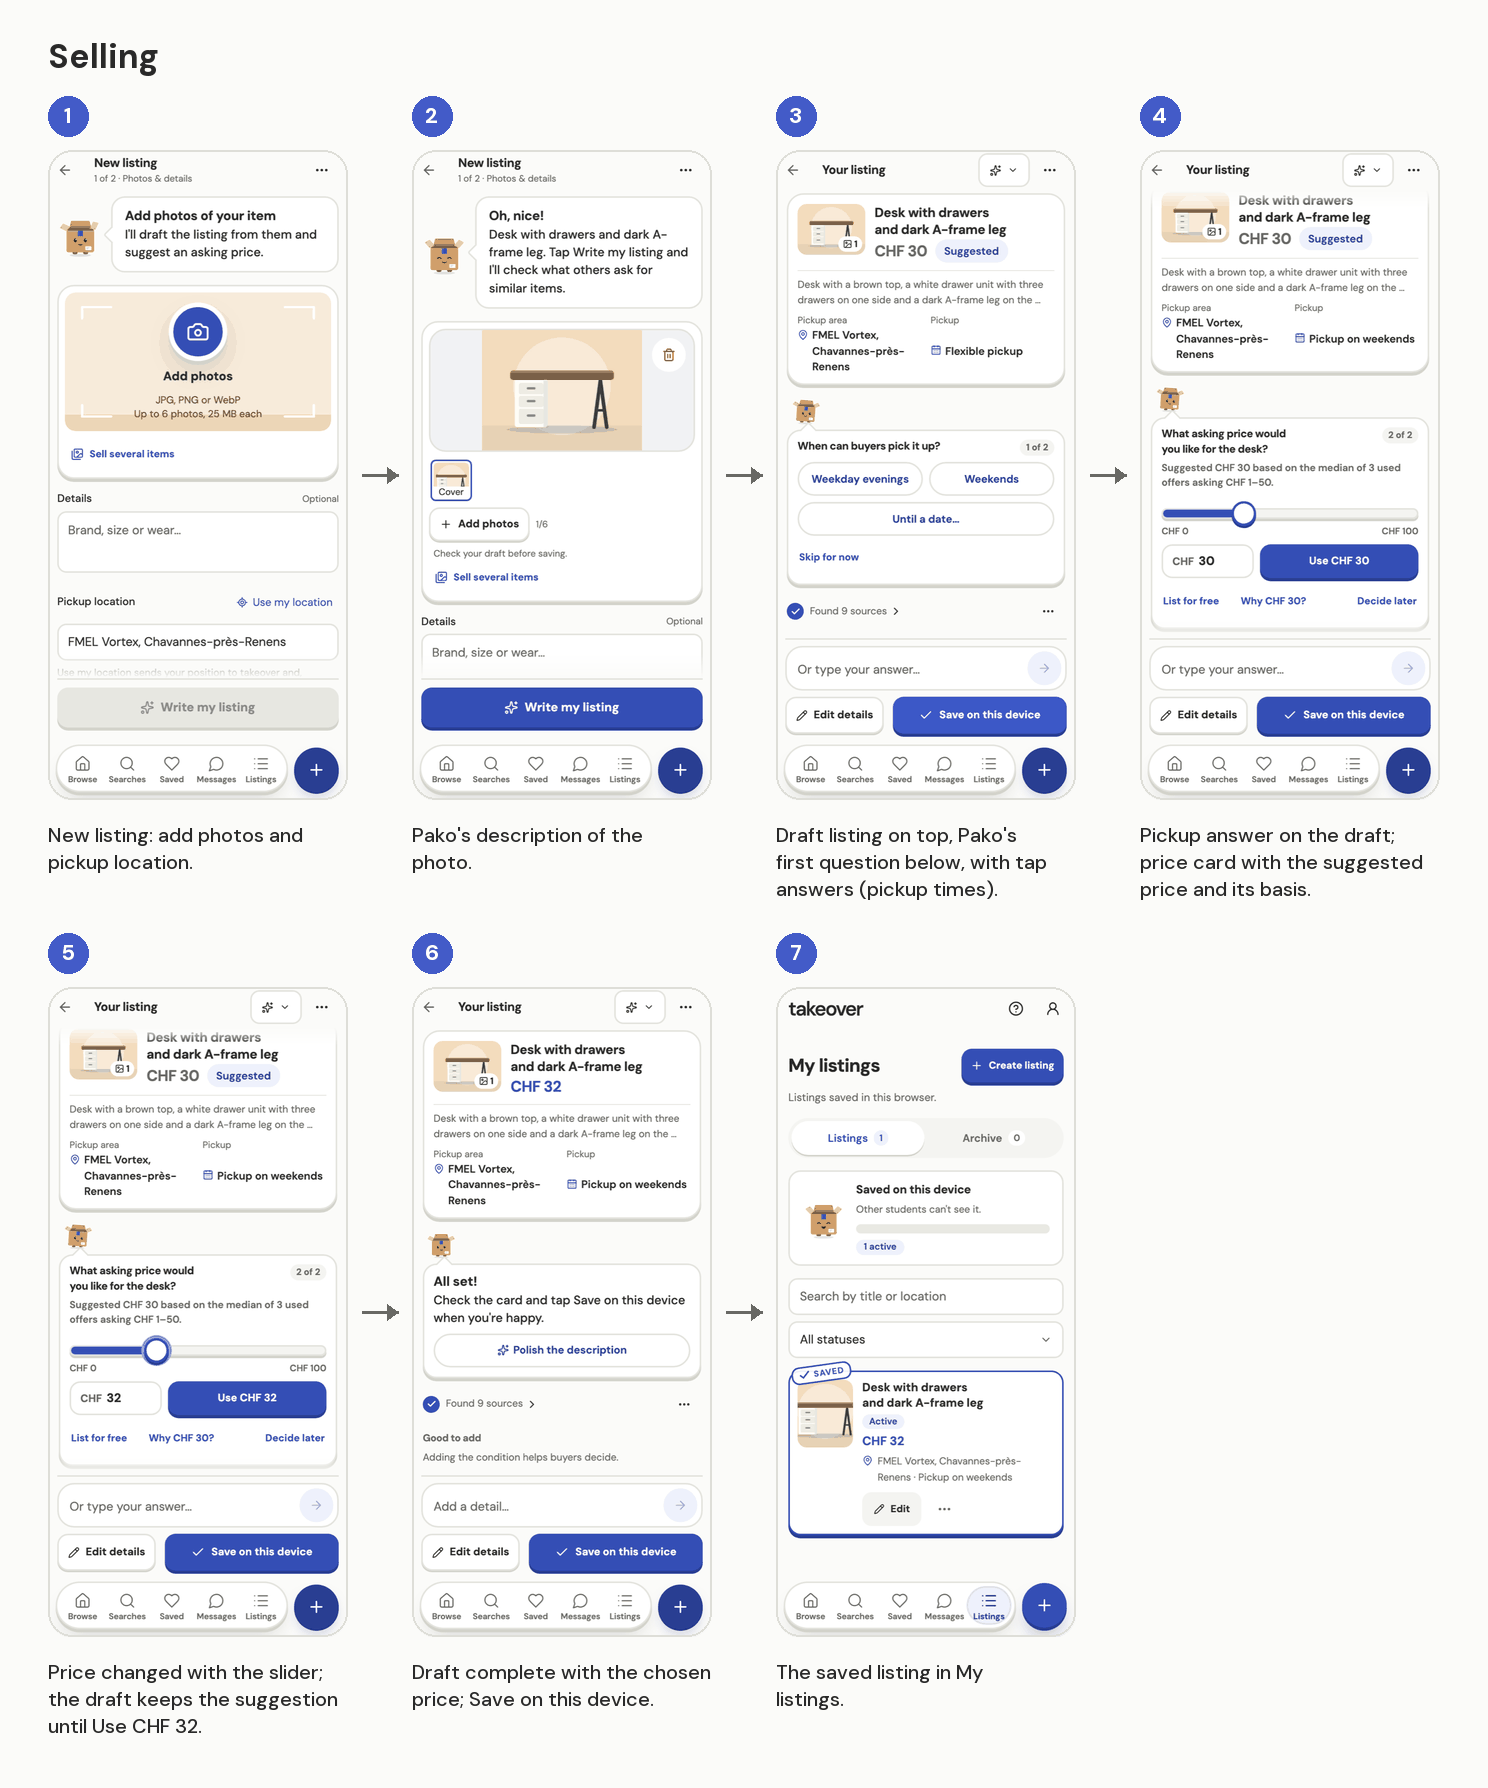 Selling
1
New listing
1 of 2 · Photos & details
Add photos of your item
I'll draft the listing from them and
suggest an asking price.
Add photos
JPG, PNG or WebP
Up to 6 photos, 25 MB each
Sell several items
Details
Optional
Brand, size or wear...
Pickup location
Use my location
FMEL Vortex, Chavannes-près-Renens
Use my location sends your position to takeover and,
Write my listing
Browse
Searches
Saved
Messages
Listings
New listing: add photos and
pickup location.
2
New listing
1 of 2 · Photos & details
Oh, nice!
Desk with drawers and dark A-
frame leg. Tap Write my listing and
I'll check what others ask for
similar items.
Cover
Add photos
1/6
Check your draft before saving.
Sell several items
Details
Optional
Brand, size or wear...
Write my listing
Browse
Searches
Saved
Messages
Listings
Pako's description of the
photo.
3
Your listing
1
Desk with drawers
and dark A-frame leg
CHF 30
Suggested
Desk with a brown top, a white drawer unit with three
drawers on one side and a dark A-frame leg on the ...
Pickup area
FMEL Vortex,
Chavannes-près-
Renens
Pickup
Flexible pickup
When can buyers pick it up?
1 of 2
Weekday evenings
Weekends
Until a date...
Skip for now
Found 9 sources
Or type your answer...
Edit details
Save on this device
Browse
Searches
Saved
Messages
Listings
Draft listing on top, Pako's
first question below, with tap
answers (pickup times).
4
Your listing
1
Desk with drawers
and dark A-frame leg
CHF 30
Suggested
Desk with a brown top, a white drawer unit with three
drawers on one side and a dark A-frame leg on the ...
Pickup area
FMEL Vortex,
Chavannes-près-
Renens
Pickup
Pickup on weekends
What asking price would
you like for the desk?
2 of 2
Suggested CHF 30 based on the median of 3 used
offers asking CHF 1–50.
CHF 0
CHF 100
CHF 30
Use CHF 30
List for free
Why CHF 30?
Decide later
Or type your answer...
Edit details
Save on this device
Browse
Searches
Saved
Messages
Listings
Pickup answer on the draft;
price card with the suggested
price and its basis.
5
Your listing
1
Desk with drawers
and dark A-frame leg
CHF 30
Suggested
Desk with a brown top, a white drawer unit with three
drawers on one side and a dark A-frame leg on the ...
Pickup area
FMEL Vortex,
Chavannes-près-
Renens
Pickup
Pickup on weekends
What asking price would
you like for the desk?
2 of 2
Suggested CHF 30 based on the median of 3 used
offers asking CHF 1–50.
CHF 0
CHF 100
CHF 32
Use CHF 32
List for free
Why CHF 30?
Decide later
Or type your answer...
Edit details
Save on this device
Browse
Searches
Saved
Messages
Listings
Price changed with the slider;
the draft keeps the suggestion
until Use CHF 32.
6
Your listing
1
Desk with drawers
and dark A-frame leg
CHF 32
Desk with a brown top, a white drawer unit with three
drawers on one side and a dark A-frame leg on the ...
Pickup area
FMEL Vortex,
Chavannes-près-
Renens
Pickup
Pickup on weekends
All set!
Check the card and tap Save on this device
when you're happy.
Polish the description
Found 9 sources
Good to add
Adding the condition helps buyers decide.
Add a detail...
Edit details
Save on this device
Browse
Searches
Saved
Messages
Listings
Draft complete with the chosen
price; Save on this device.
7
takeover
My listings
Create listing
Listings saved in this browser.
Listings 1
Archive 0
Saved on this device
Other students can't see it.
1 active
Search by title or location
All statuses
SAVED
Desk with drawers
and dark A-frame leg
Active
CHF 32
FMEL Vortex, Chavannes-près-
Renens · Pickup on weekends
Edit
Browse
Searches
Saved
Messages
Listings
The saved listing in My
listings.